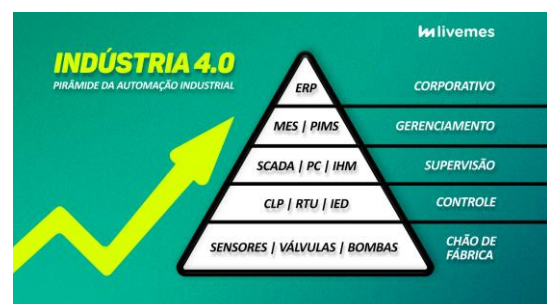 livemes
INDÚSTRIA 4.0
PIRÂMIDE DA AUTOMAÇÃO INDUSTRIAL
ERP
CORPORATIVO
MES | PIMS
GERENCIAMENTO
SCADA | PC | IHM
SUPERVISÃO
CLP | RTU | IED
CONTROLE
SENSORES | VÁLVULAS | BOMBAS
CHÃO DE
FÁBRICA